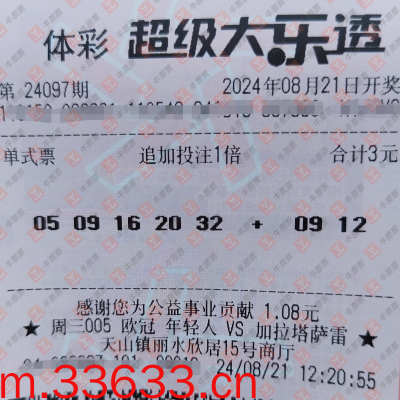 体彩 超级大乐透
第 24097期 2024年08月21日开奖
单式票 追加投注1倍 合计3元
05 09 16 20 32 + 09 12
感谢您为公益事业贡献 1.08元
★ 周三005 欧冠 年轻人 VS 加拉塔萨雷 ★
天山镇丽水欣居15号商厅
24/08/21 12:20:55
m.33633.cn